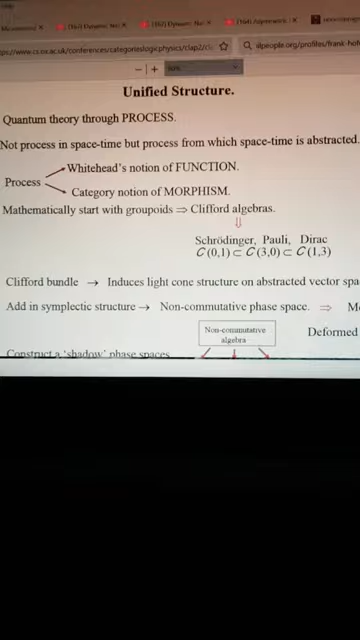 Unified Structure.
Quantum theory through PROCESS.
Not process in space-time but process from which space-time is abstracted.
Whitehead's notion of FUNCTION.
Process
Category notion of MORPHISM.
Mathematically start with groupoids ⇒ Clifford algebras.
⇓
Schrödinger, Pauli, Dirac
C(0,1) ⊂ C(3,0) ⊂ C(1,3)
Clifford bundle → Induces light cone structure on abstracted vector spa
Add in symplectic structure → Non-commutative phase space. ⇒ M
Non-commutative
algebra
Deformed
Construct a 'shadow' phase spaces